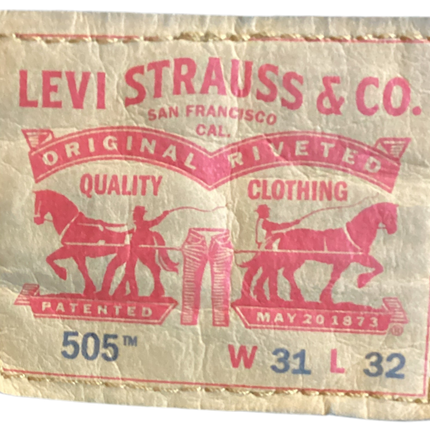 LEVI STRAUSS & CO.
SAN FRANCISCO
CAL.
ORIGINAL RIVETED
QUALITY CLOTHING
PATENTED MAY 20 1873 ®
505™ W 31 L 32